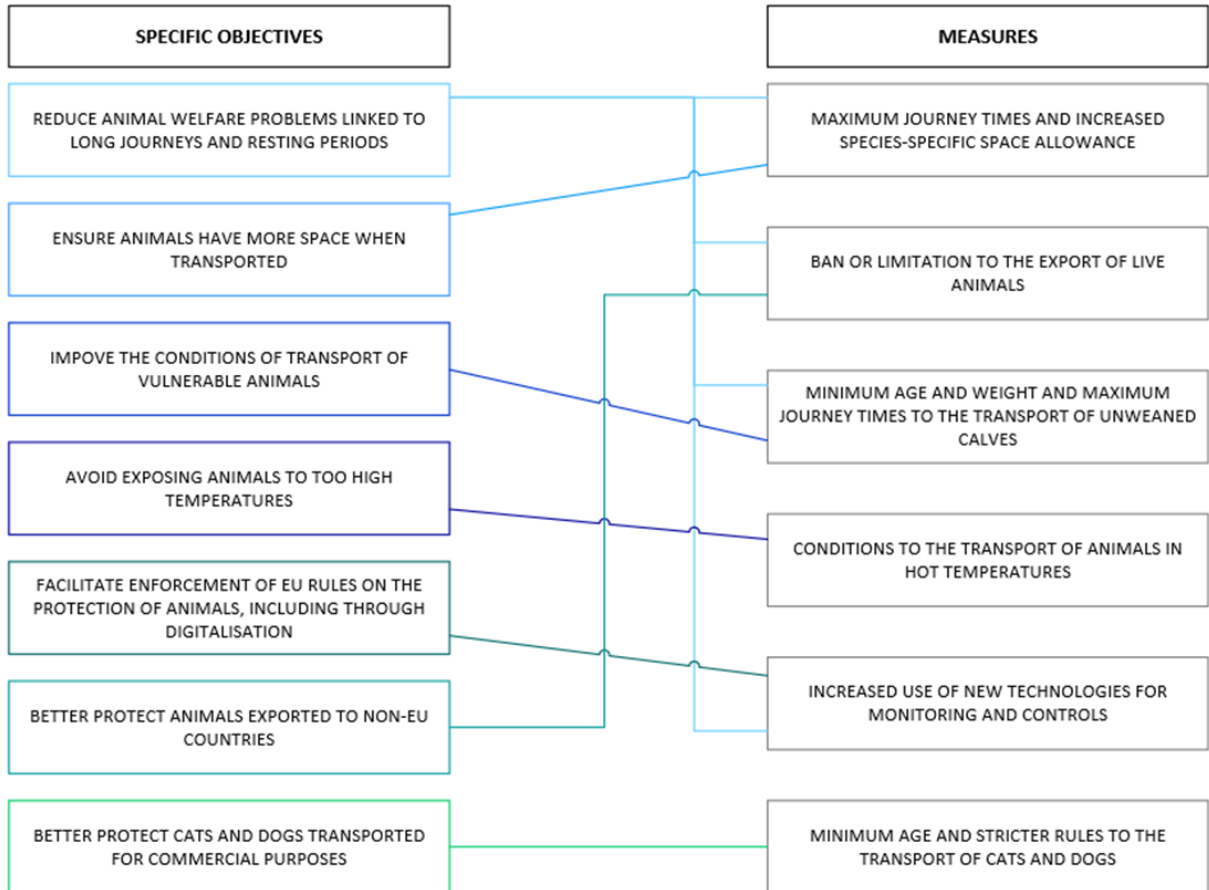 SPECIFIC OBJECTIVES
MEASURES
REDUCE ANIMAL WELFARE PROBLEMS LINKED TO
LONG JOURNEYS AND RESTING PERIODS
MAXIMUM JOURNEY TIMES AND INCREASED
SPECIES-SPECIFIC SPACE ALLOWANCE
ENSURE ANIMALS HAVE MORE SPACE WHEN
TRANSPORTED
BAN OR LIMITATION TO THE EXPORT OF LIVE
ANIMALS
IMPOVE THE CONDITIONS OF TRANSPORT OF
VULNERABLE ANIMALS
MINIMUM AGE AND WEIGHT AND MAXIMUM
JOURNEY TIMES TO THE TRANSPORT OF UNWEANED
CALVES
AVOID EXPOSING ANIMALS TO TOO HIGH
TEMPERATURES
CONDITIONS TO THE TRANSPORT OF ANIMALS IN
HOT TEMPERATURES
FACILITATE ENFORCEMENT OF EU RULES ON THE
PROTECTION OF ANIMALS, INCLUDING THROUGH
DIGITALISATION
INCREASED USE OF NEW TECHNOLOGIES FOR
MONITORING AND CONTROLS
BETTER PROTECT ANIMALS EXPORTED TO NON-EU
COUNTRIES
BETTER PROTECT CATS AND DOGS TRANSPORTED
FOR COMMERCIAL PURPOSES
MINIMUM AGE AND STRICTER RULES TO THE
TRANSPORT OF CATS AND DOGS